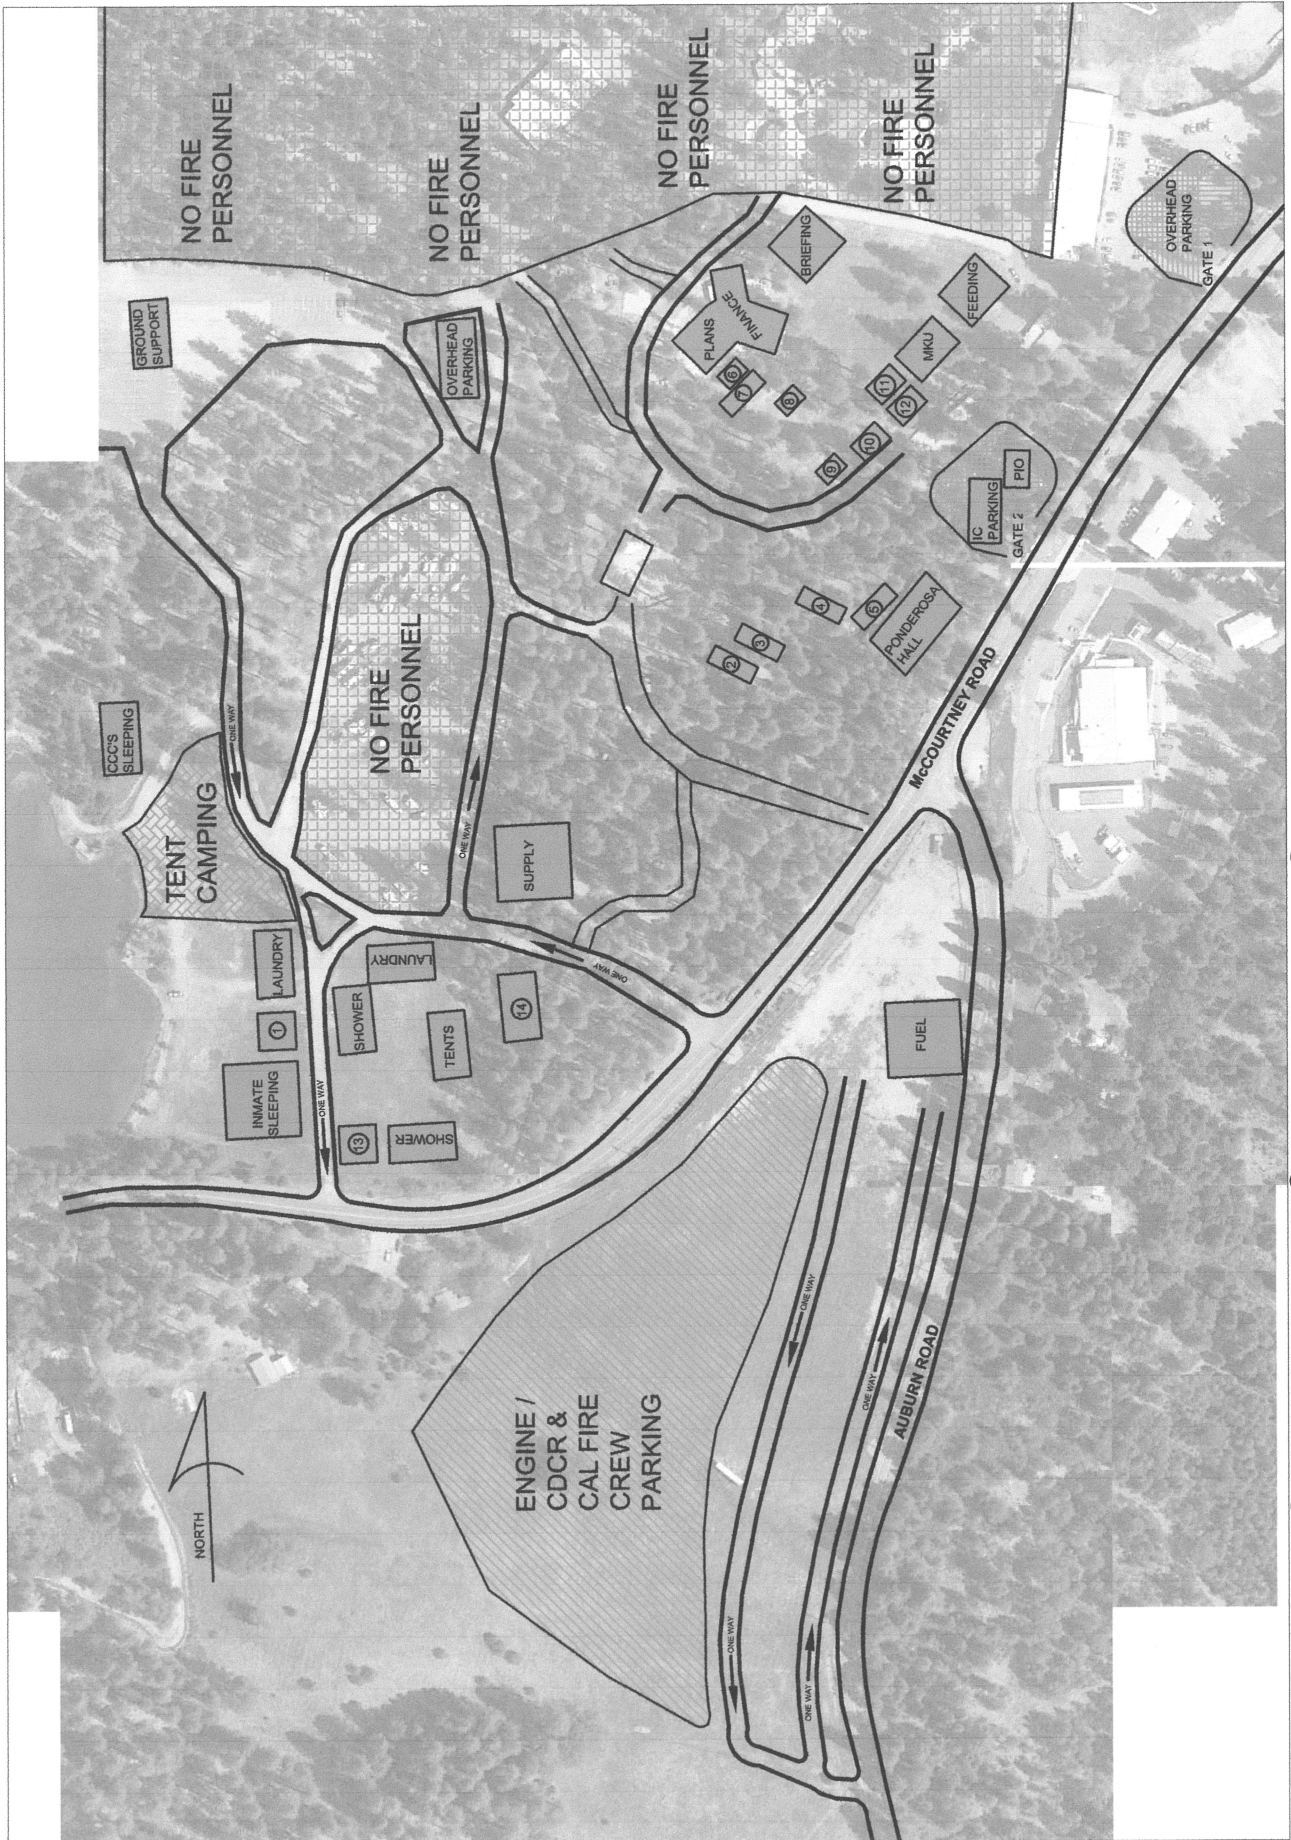 NO FIRE
PERSONNEL
NO FIRE
PERSONNEL
NO FIRE
PERSONNEL
NO FIRE
PERSONNEL
GROUND
SUPPORT
OVERHEAD
PARKING
BRIEFING
PLANS
FINANCE
FEEDING
MKU
OVERHEAD
PARKING
GATE 1
6
7
8
11
12
10
9
IC
PARKING
PIO
GATE 2
CCC'S
SLEEPING
ONE WAY
NO FIRE
PERSONNEL
ONE WAY
2
3
4
5
PONDEROSA
HALL
McCOURTNEY ROAD
TENT
CAMPING
SUPPLY
LAUNDRY
LAUNDRY
1
SHOWER
TENTS
14
ONE WAY
FUEL
INMATE
SLEEPING
ONE WAY
13
SHOWER
NORTH
ENGINE /
CDCR &
CAL FIRE
CREW
PARKING
ONE WAY
ONE WAY
AUBURN ROAD
ONE WAY
ONE WAY